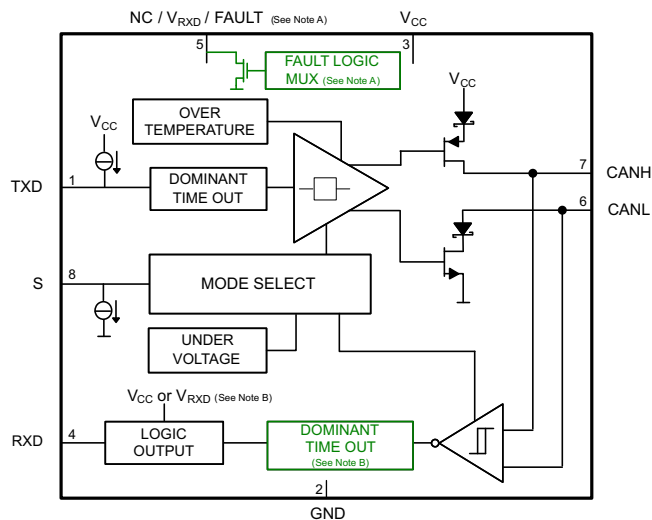 NC / VRXD / FAULT (See Note A)
VCC
5
3
FAULT LOGIC
MUX (See Note A)
VCC
OVER
TEMPERATURE
VCC
7
CANH
TXD
1
DOMINANT
TIME OUT
6
CANL
S
8
MODE SELECT
UNDER
VOLTAGE
VCC or VRXD (See Note B)
RXD
4
LOGIC
OUTPUT
DOMINANT
TIME OUT
(See Note B)
2
GND